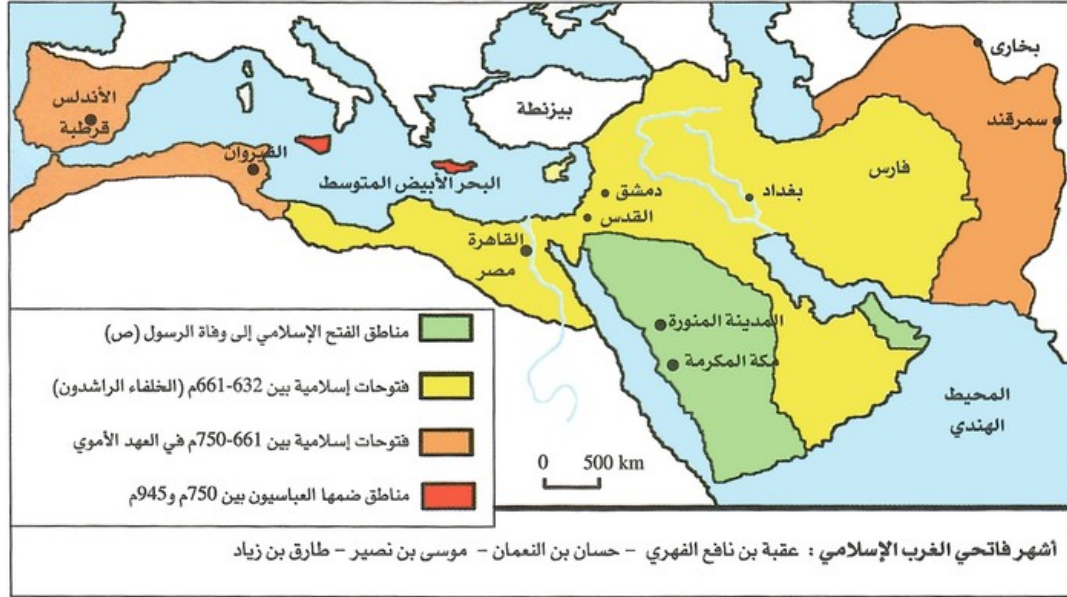 بخارى
الأندلس
قرطبة
بيزنطة
سمرقند
القيروان
البحر الأبيض المتوسط
فارس
دمشق
بغداد
القدس
القاهرة
مصر
المدينة المنورة
مكة المكرمة
المحيط
الهندي
مناطق الفتح الإسلامي إلى وفاة الرسول (ص)
فتوحات إسلامية بين 632-661م (الخلفاء الراشدون)
فتوحات إسلامية بين 661-750م في العهد الأموي
مناطق ضمها العباسيون بين 750م و945م
0 500 km
أشهر فاتحي الغرب الإسلامي : عقبة بن نافع الفهري - حسان بن النعمان - موسى بن نصير - طارق بن زياد